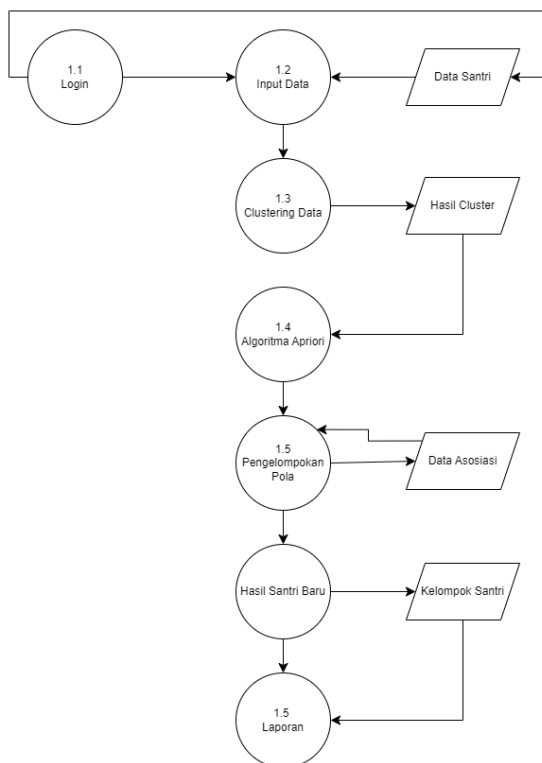 1.1
Login
1.2
Input Data
Data Santri
1.3
Clustering Data
Hasil Cluster
1.4
Algoritma Apriori
1.5
Pengelompokan
Pola
Data Asosiasi
Hasil Santri Baru
Kelompok Santri
1.5
Laporan